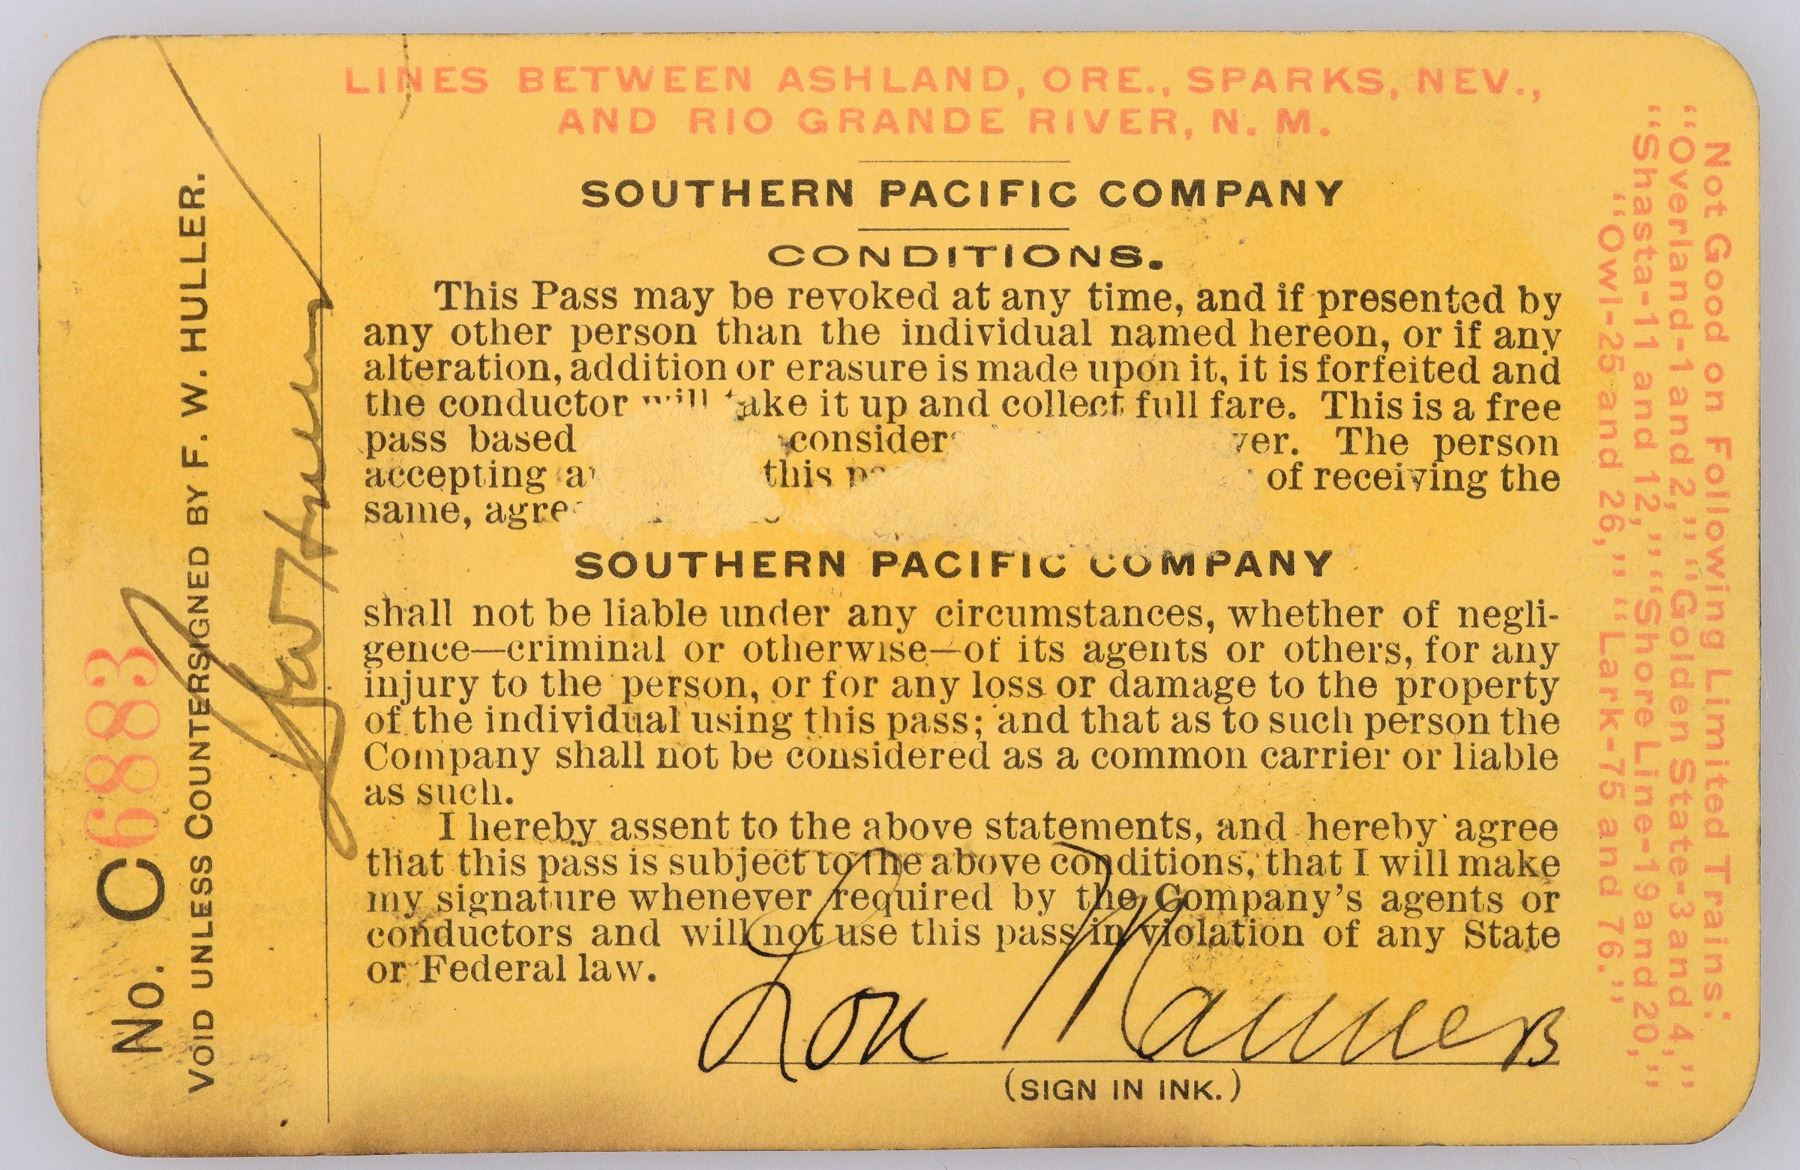 LINES BETWEEN ASHLAND, ORE., SPARKS, NEV.,
AND RIO GRANDE RIVER, N. M.
SOUTHERN PACIFIC COMPANY
CONDITIONS.
This Pass may be revoked at any time, and if presented by
any other person than the individual named hereon, or if any
alteration, addition or erasure is made upon it, it is forfeited and
the conductor will take it up and collect full fare. This is a free
pass based consider ver. The person
accepting this of receiving the
same,
SOUTHERN PACIFIC COMPANY
shall not be liable under any circumstances, whether of negli-
gence—criminal or otherwise—of its agents or others, for any
injury to the person, or for any loss or damage to the property
of the individual using this pass; and that as to such person the
Company shall not be considered as a common carrier or liable
as such.
I hereby assent to the above statements, and hereby agree
that this pass is subject to the above conditions, that I will make
my signature whenever required by the Company's agents or
conductors and will not use this pass in violation of any State
or Federal law.
Lon Manners
(SIGN IN INK.)
No. C6883
VOID UNLESS COUNTERSIGNED BY F. W. HULLER.
Not Good on Following Limited Trains:
"Overland-1 and 2," "Golden State-3 and 4,"
"Shasta-11 and 12," "Shore Line-19 and 20,"
"Owl-25 and 26," "Lark-75 and 76."